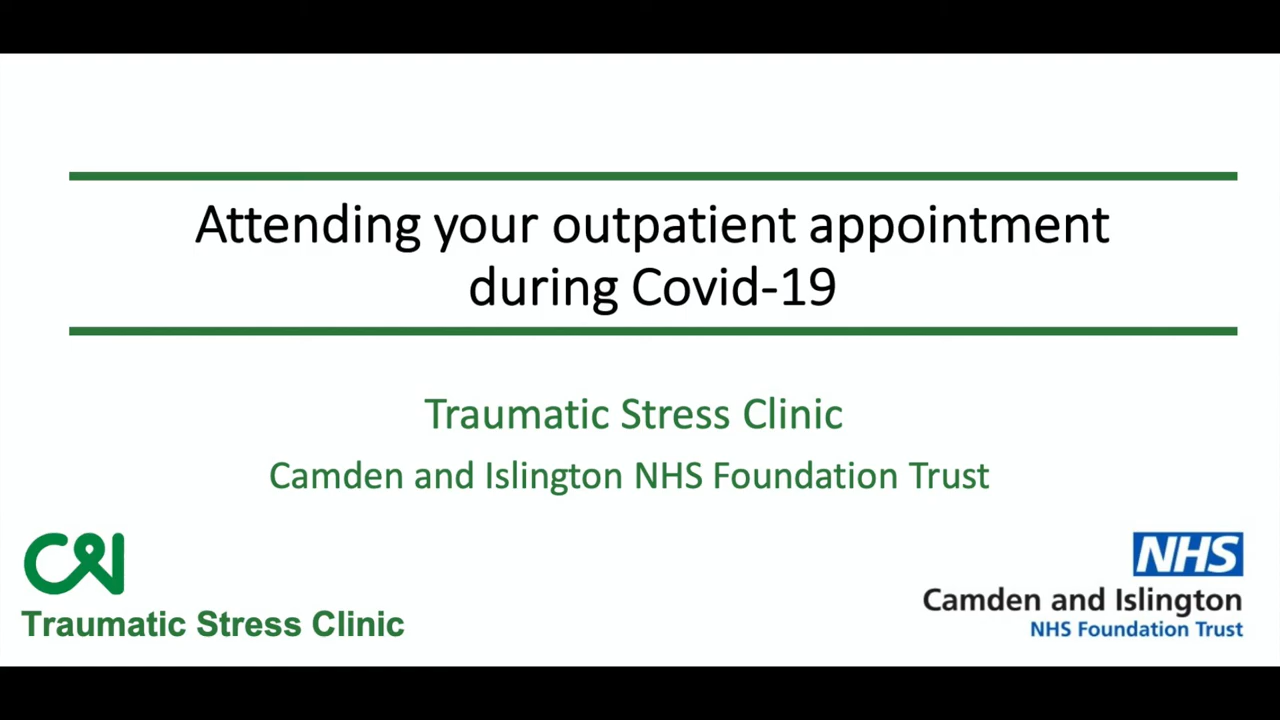 Attending your outpatient appointment
during Covid-19
Traumatic Stress Clinic
Camden and Islington NHS Foundation Trust
C&I
Traumatic Stress Clinic
NHS
Camden and Islington
NHS Foundation Trust